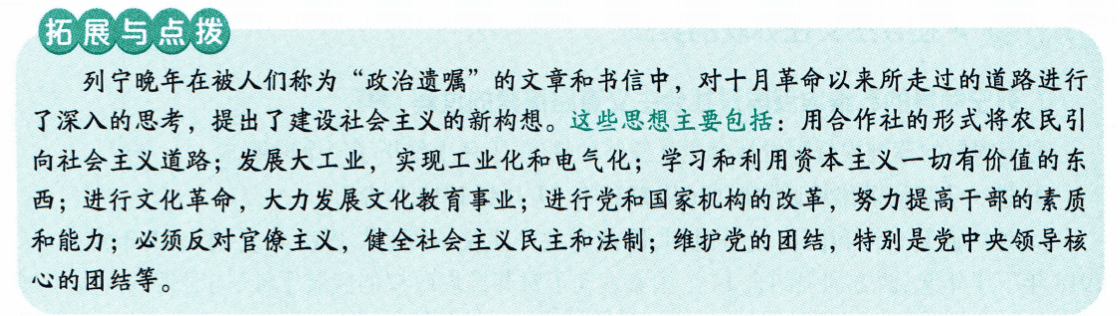 拓展与点拨
列宁晚年在被人们称为“政治遗嘱”的文章和书信中，对十月革命以来所走过的道路进行
了深入的思考，提出了建设社会主义的新构想。这些思想主要包括：用合作社的形式将农民引
向社会主义道路；发展大工业，实现工业化和电气化；学习和利用资本主义一切有价值的东
西；进行文化革命，大力发展文化教育事业；进行党和国家机构的改革，努力提高干部的素质
和能力；必须反对官僚主义，健全社会主义民主和法制；维护党的团结，特别是党中央领导核
心的团结等。